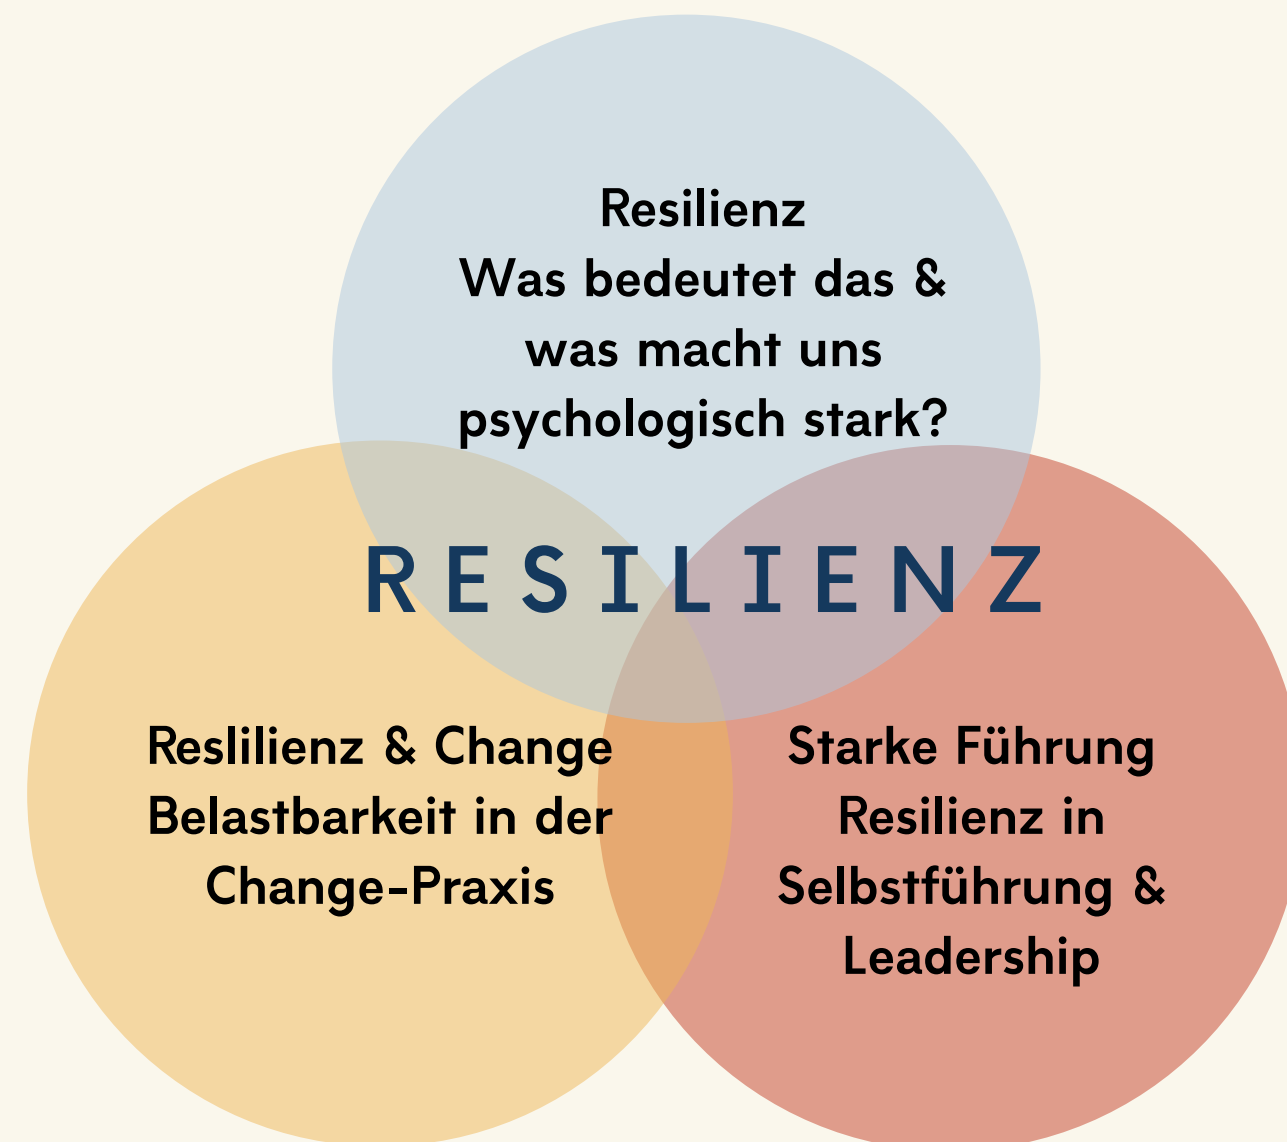 Resilienz
Was bedeutet das &
was macht uns
psychologisch stark?
RESILIENZ
Reslilienz & Change
Belastbarkeit in der
Change-Praxis
Starke Führung
Resilienz in
Selbstführung &
Leadership